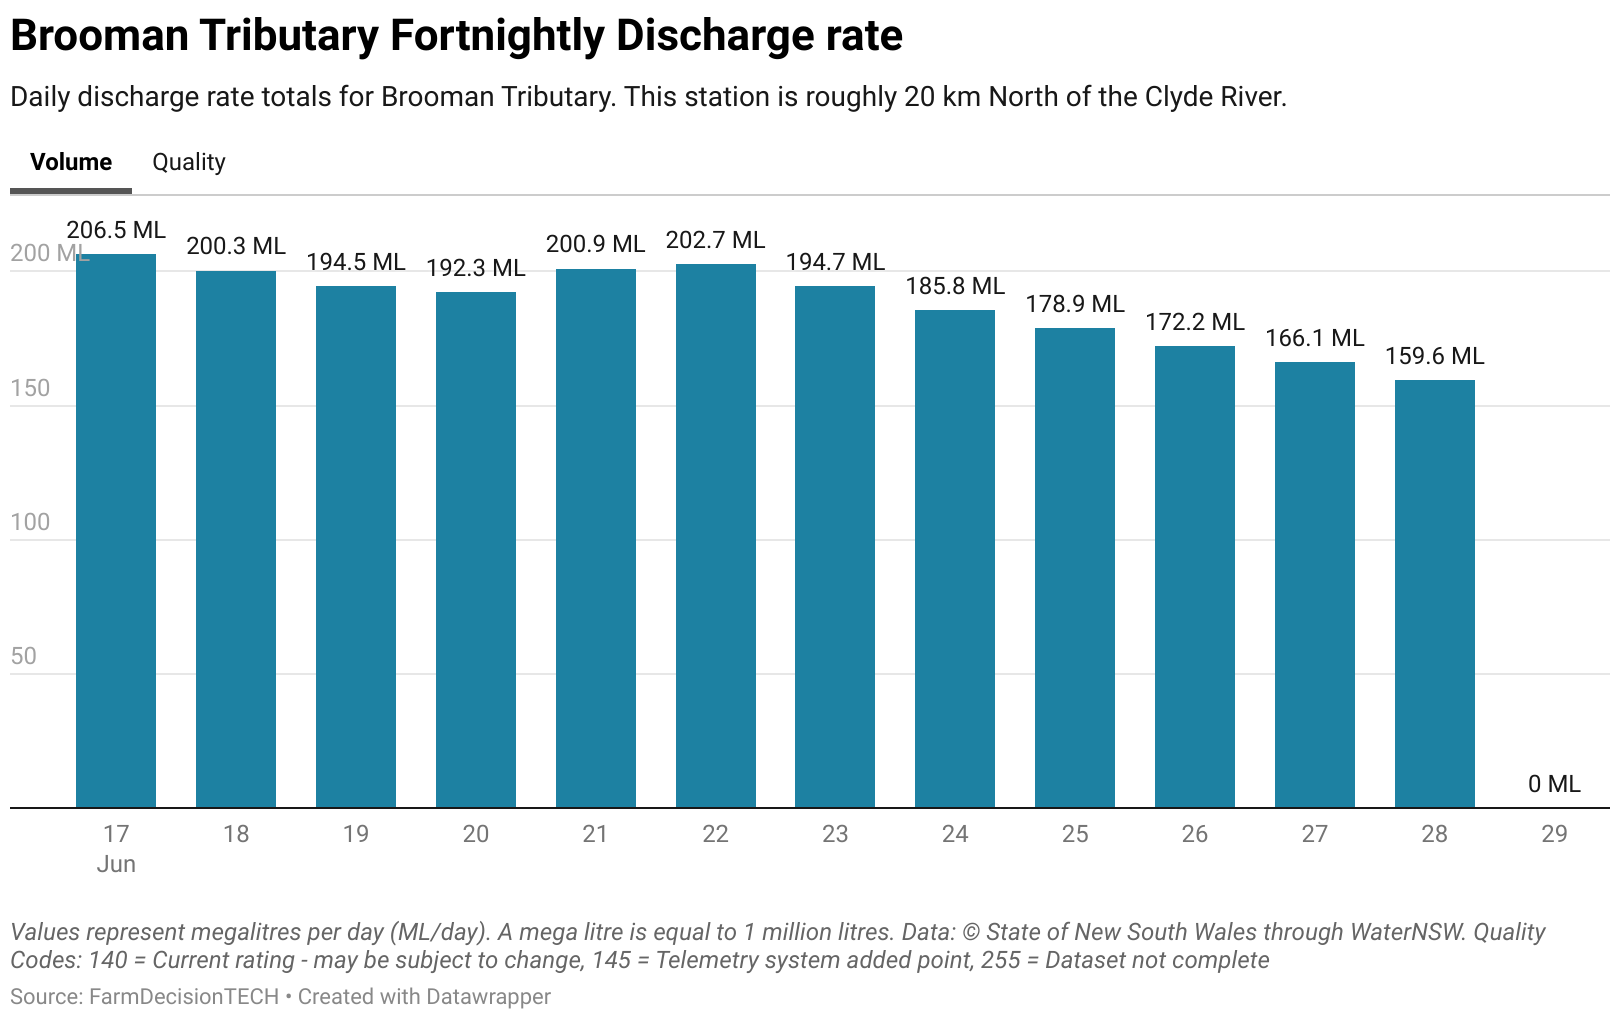 Brooman Tributary Fortnightly Discharge rate
Daily discharge rate totals for Brooman Tributary. This station is roughly 20 km North of the Clyde River.
Volume Quality
206.5 ML 200.3 ML 194.5 ML 192.3 ML 200.9 ML 202.7 ML 194.7 ML 185.8 ML 178.9 ML 172.2 ML 166.1 ML 159.6 ML 0 ML
200 ML
150
100
50
17 18 19 20 21 22 23 24 25 26 27 28 29
Jun
Values represent megalitres per day (ML/day). A mega litre is equal to 1 million litres. Data: © State of New South Wales through WaterNSW. Quality
Codes: 140 = Current rating - may be subject to change, 145 = Telemetry system added point, 255 = Dataset not complete
Source: FarmDecisionTECH • Created with Datawrapper